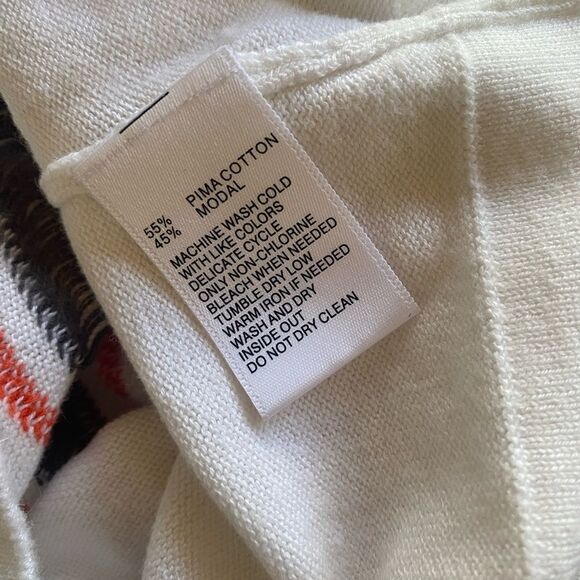 55% PIMA COTTON
45% MODAL
MACHINE WASH COLD
WITH LIKE COLORS
DELICATE CYCLE
ONLY NON-CHLORINE
BLEACH WHEN NEEDED
TUMBLE DRY LOW
WARM IRON IF NEEDED
WASH AND DRY
INSIDE OUT
DO NOT DRY CLEAN